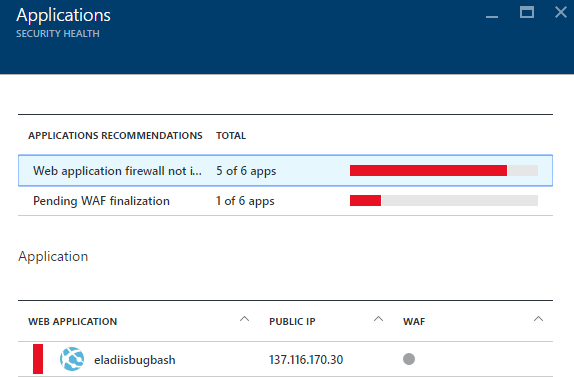 Applications
SECURITY HEALTH
APPLICATIONS RECOMMENDATIONS TOTAL
Web application firewall not i... 5 of 6 apps
Pending WAF finalization 1 of 6 apps
Application
WEB APPLICATION PUBLIC IP WAF
eladiisbugbash 137.116.170.30